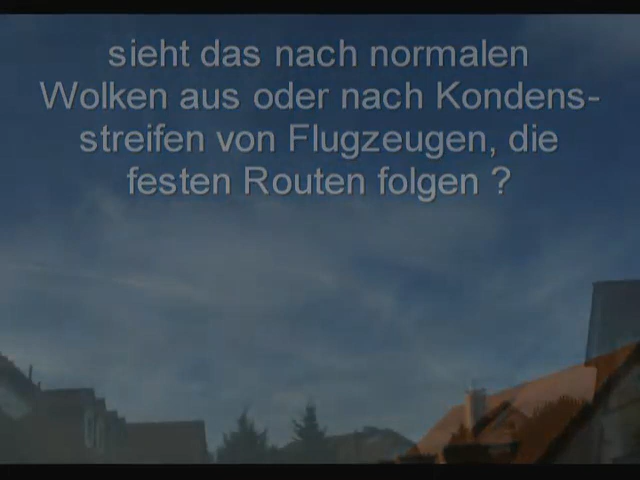 sieht das nach normalen
Wolken aus oder nach Kondens-
streifen von Flugzeugen, die
festen Routen folgen ?